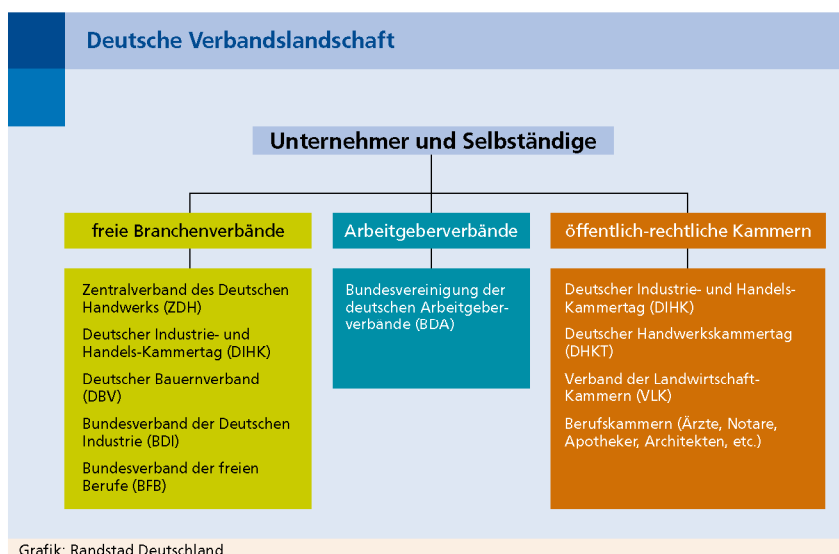 Deutsche Verbandslandschaft
Unternehmer und Selbständige
freie Branchenverbände
Zentralverband des Deutschen
Handwerks (ZDH)
Deutscher Industrie- und
Handels-Kammertag (DIHK)
Deutscher Bauernverband
(DBV)
Bundesverband der Deutschen
Industrie (BDI)
Bundesverband der freien
Berufe (BFB)
Arbeitgeberverbände
Bundesvereinigung der
deutschen Arbeitgeber-
verbande (BDA)
öffentlich-rechtliche Kammern
Deutscher Industrie- und Handels-
Kammertag (DIHK)
Deutscher Handwerkskammertag
(DHKT)
Verband der Landwirtschaft-
Kammern (VLK)
Berufskammern (Ärzte, Notare,
Apotheker, Architekten, etc.)
Grafik: Randstad Deutschland